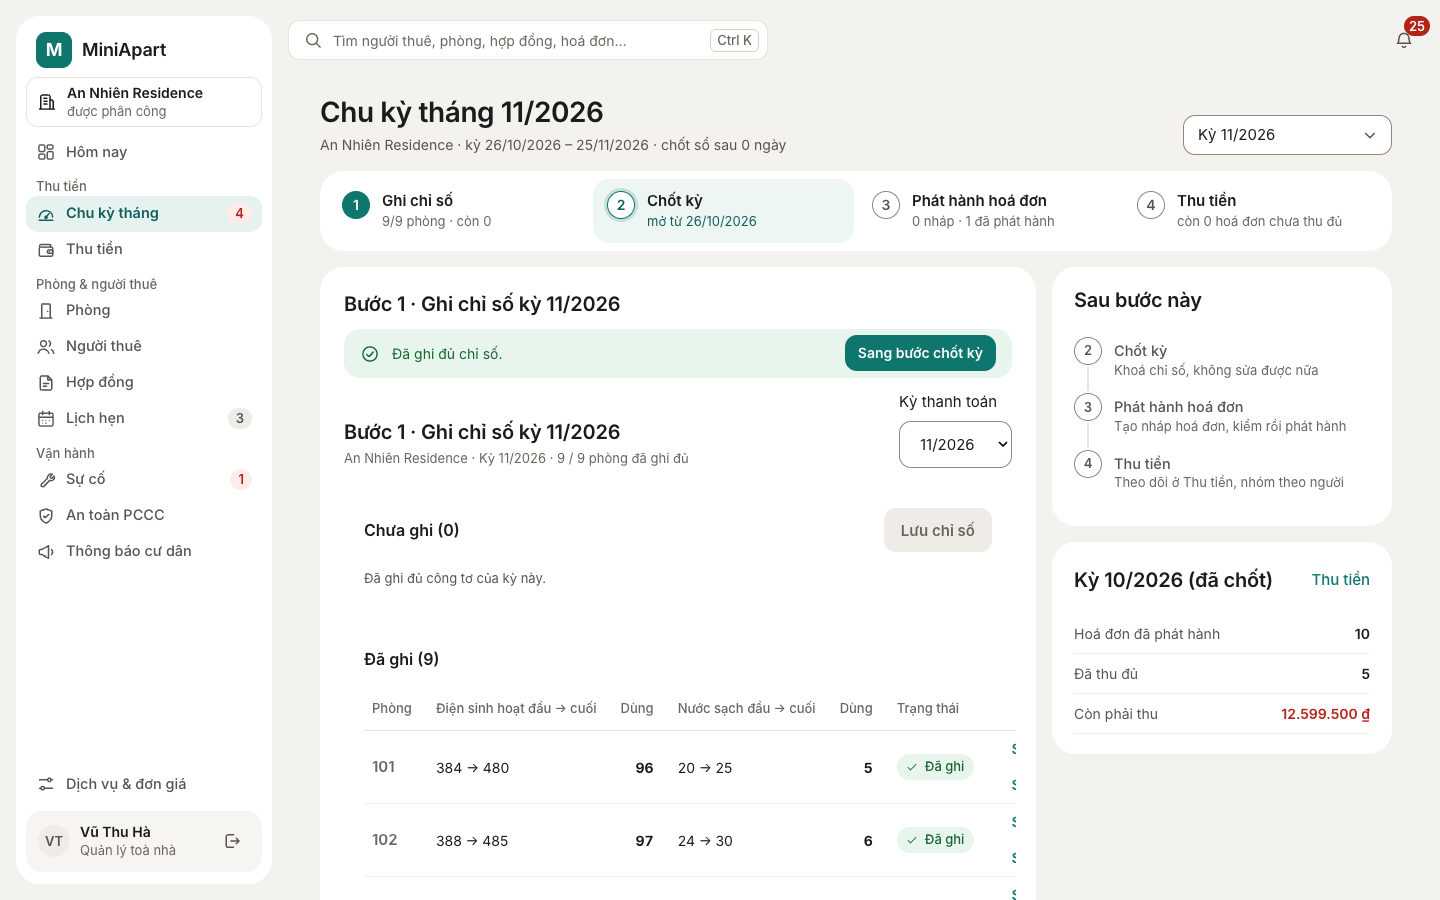 M MiniApart
An Nhiên Residence
được phân công
Hôm nay
Thu tiền
Chu kỳ tháng 4
Thu tiền
Phòng & người thuê
Phòng
Người thuê
Hợp đồng
Lịch hẹn 3
Vận hành
Sự cố 1
An toàn PCCC
Thông báo cư dân
Dịch vụ & đơn giá
VT
Vũ Thu Hà
Quản lý toà nhà
Tìm người thuê, phòng, hợp đồng, hoá đơn... Ctrl K
25
Chu kỳ tháng 11/2026
An Nhiên Residence · kỳ 26/10/2026 – 25/11/2026 · chốt sổ sau 0 ngày
Kỳ 11/2026
1 Ghi chỉ số
9/9 phòng · còn 0
2 Chốt kỳ
mở từ 26/10/2026
3 Phát hành hoá đơn
0 nháp · 1 đã phát hành
4 Thu tiền
còn 0 hoá đơn chưa thu đủ
Bước 1 · Ghi chỉ số kỳ 11/2026
Đã ghi đủ chỉ số. Sang bước chốt kỳ
Kỳ thanh toán
Bước 1 · Ghi chỉ số kỳ 11/2026
11/2026
An Nhiên Residence · Kỳ 11/2026 · 9 / 9 phòng đã ghi đủ
Chưa ghi (0) Lưu chỉ số
Đã ghi đủ công tơ của kỳ này.
Đã ghi (9)
Phòng Điện sinh hoạt đầu → cuối Dùng Nước sạch đầu → cuối Dùng Trạng thái
101 384 → 480 96 20 → 25 5 Đã ghi
102 388 → 485 97 24 → 30 6 Đã ghi
Sau bước này
2 Chốt kỳ
Khoá chỉ số, không sửa được nữa
3 Phát hành hoá đơn
Tạo nháp hoá đơn, kiểm rồi phát hành
4 Thu tiền
Theo dõi ở Thu tiền, nhóm theo người
Kỳ 10/2026 (đã chốt) Thu tiền
Hoá đơn đã phát hành 10
Đã thu đủ 5
Còn phải thu 12.599.500 ₫